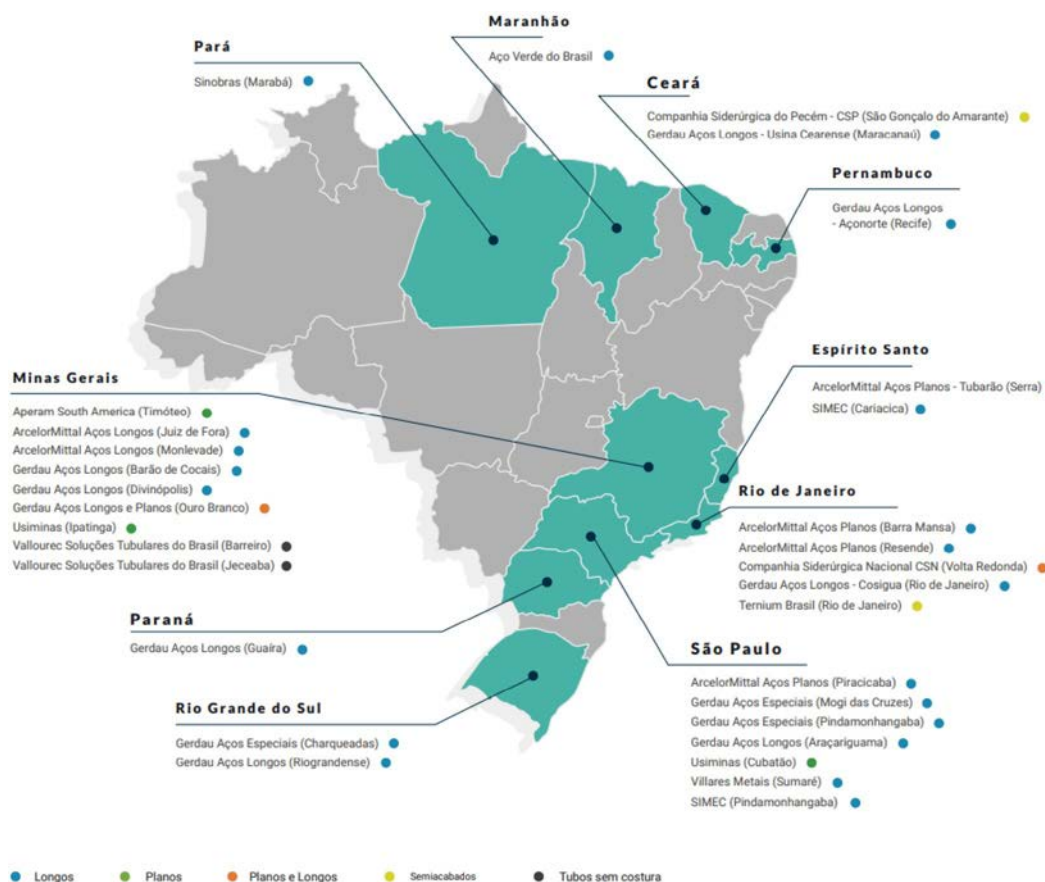 Maranhão
Aço Verde do Brasil
Pará
Sinobras (Marabá)
Ceará
Companhia Siderúrgica do Pecém - CSP (São Gonçalo do Amarante)
Gerdau Aços Longos - Usina Cearense (Maracanaú)
Pernambuco
Gerdau Aços Longos
- Açonorte (Recife)
Espírito Santo
ArcelorMittal Aços Planos - Tubarão (Serra)
SIMEC (Cariacica)
Minas Gerais
Aperam South America (Timóteo)
ArcelorMittal Aços Longos (Juiz de Fora)
ArcelorMittal Aços Longos (Monlevade)
Gerdau Aços Longos (Barão de Cocais)
Gerdau Aços Longos (Divinópolis)
Gerdau Aços Longos e Planos (Ouro Branco)
Usiminas (Ipatinga)
Vallourec Soluções Tubulares do Brasil (Barreiro)
Vallourec Soluções Tubulares do Brasil (Jeceaba)
Rio de Janeiro
ArcelorMittal Aços Planos (Barra Mansa)
ArcelorMittal Aços Planos (Resende)
Companhia Siderúrgica Nacional CSN (Volta Redonda)
Gerdau Aços Longos - Cosigua (Rio de Janeiro)
Ternium Brasil (Rio de Janeiro)
Paraná
Gerdau Aços Longos (Guaíra)
São Paulo
ArcelorMittal Aços Planos (Piracicaba)
Gerdau Aços Especiais (Mogi das Cruzes)
Gerdau Aços Especiais (Pindamonhangaba)
Gerdau Aços Longos (Araçariguama)
Usiminas (Cubatão)
Villares Metais (Sumaré)
SIMEC (Pindamonhangaba)
Rio Grande do Sul
Gerdau Aços Especiais (Charqueadas)
Gerdau Aços Longos (Riograndense)
Longos
Planos
Planos e Longos
Semiacabados
Tubos sem costura